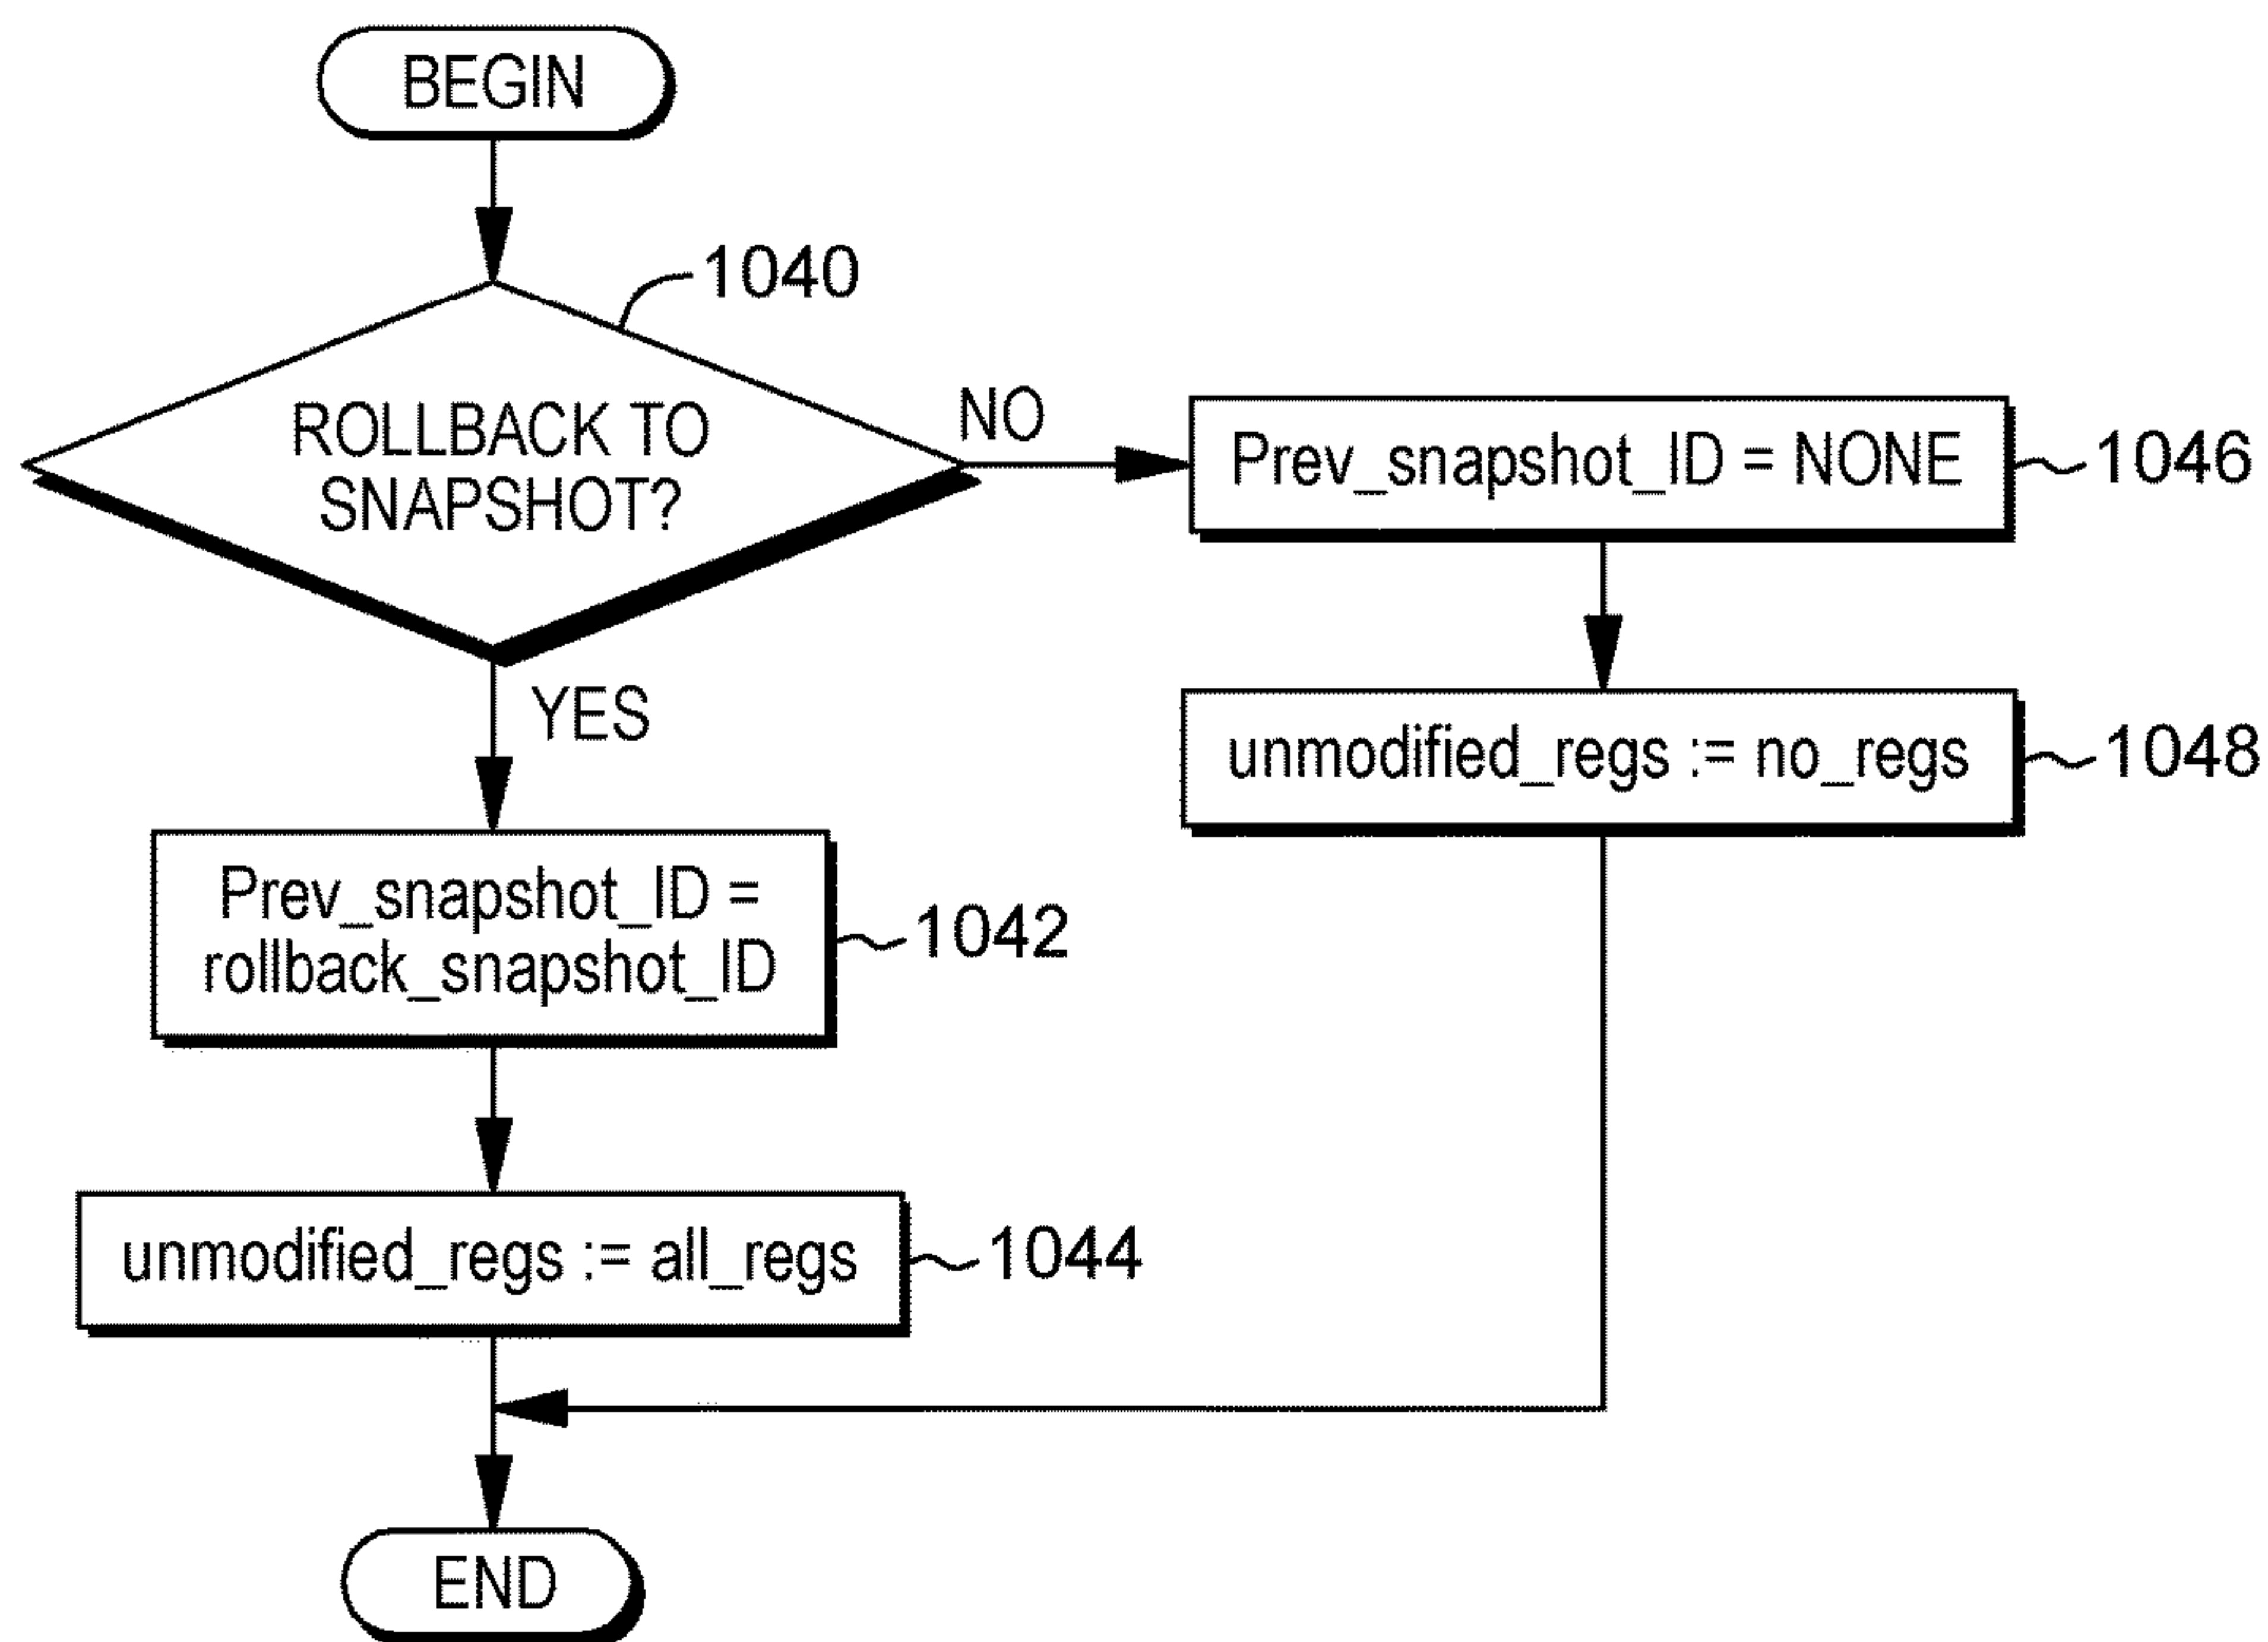 BEGIN
1040
ROLLBACK TO
SNAPSHOT?
NO
Prev_snapshot_ID = NONE
1046
unmodified_regs := no_regs
1048
YES
Prev_snapshot_ID =
rollback_snapshot_ID
1042
unmodified_regs := all_regs
1044
END